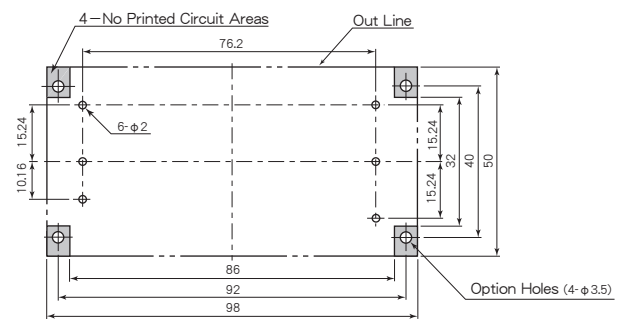 4－No Printed Circuit Areas
Out Line
76.2
6-φ2
15.24
10.16
15.24
15.24
32
40
50
86
92
98
Option Holes (4-φ3.5)